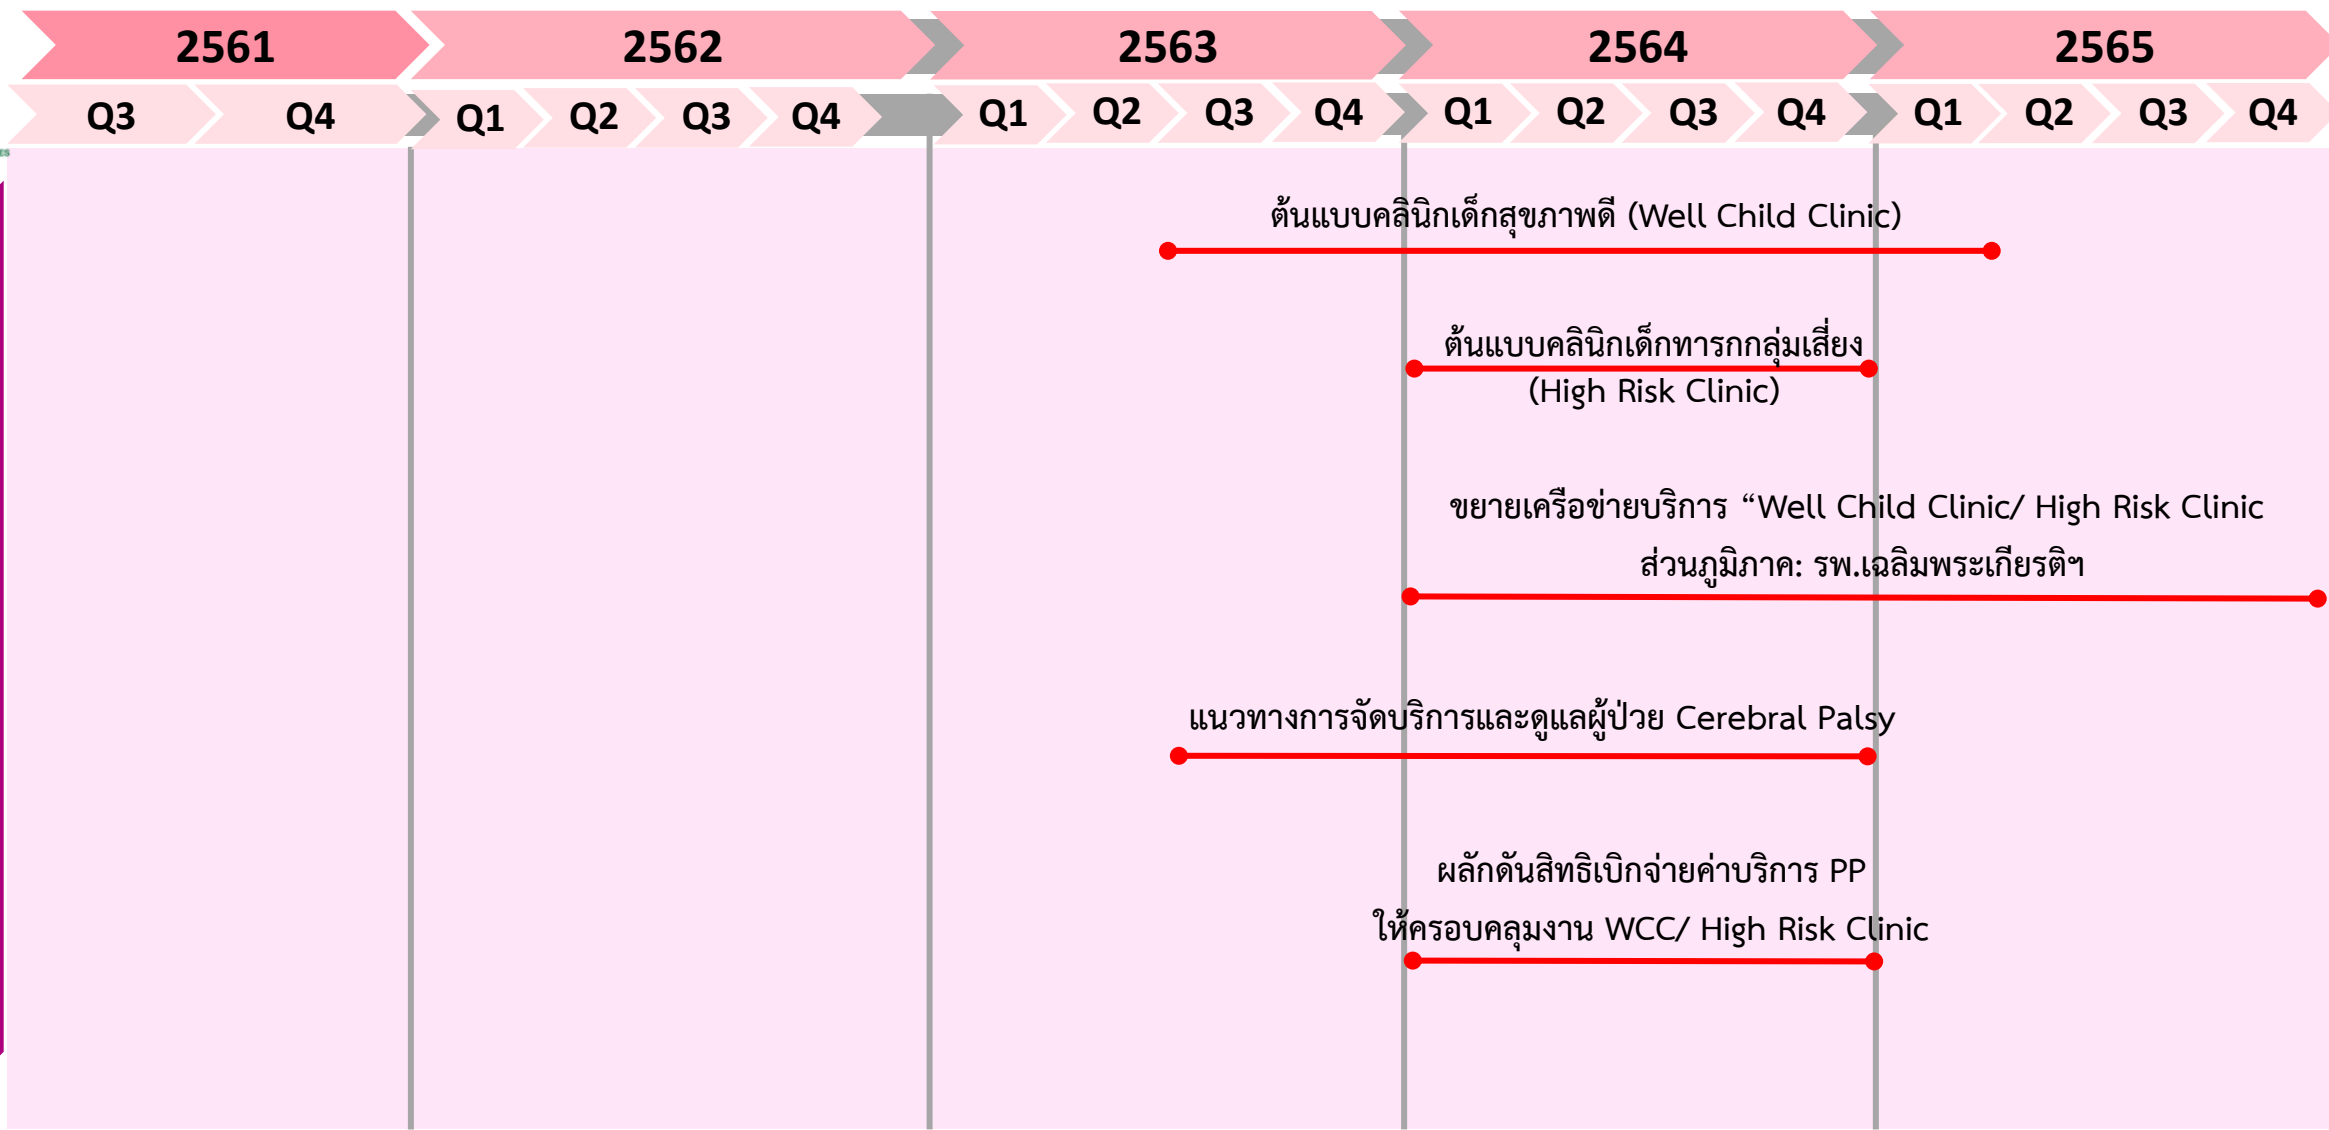 2561 2562 2563 2564 2565
Q3 Q4 Q1 Q2 Q3 Q4 Q1 Q2 Q3 Q4 Q1 Q2 Q3 Q4 Q1 Q2 Q3 Q4
ต้นแบบคลินิกเด็กสุขภาพดี (Well Child Clinic)
ต้นแบบคลินิกเด็กทารกกลุ่มเสี่ยง
(High Risk Clinic)
ขยายเครือข่ายบริการ “Well Child Clinic/ High Risk Clinic
ส่วนภูมิภาค: รพ.เฉลิมพระเกียรติฯ
แนวทางการจัดบริการและดูแลผู้ป่วย Cerebral Palsy
ผลักดันสิทธิเบิกจ่ายค่าบริการ PP
ให้ครอบคลุมงาน WCC/ High Risk Clinic